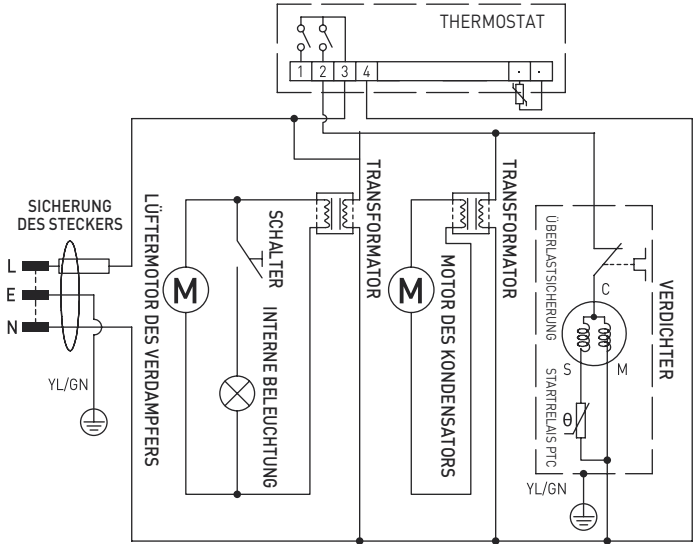 THERMOSTAT
1 2 3 4
SICHERUNG
DES STECKERS
L
E
N
YL/GN
LÜFTERMOTOR DES VERDAMPFERS
M
SCHALTER
INTERNE BELEUCHTUNG
TRANSFORMATOR
M
MOTOR DES KONDENSATORS
TRANSFORMATOR
ÜBERLASTSICHERUNG
C
S
M
STARTRELAIS PTC
θ
VERDICHTER
YL/GN